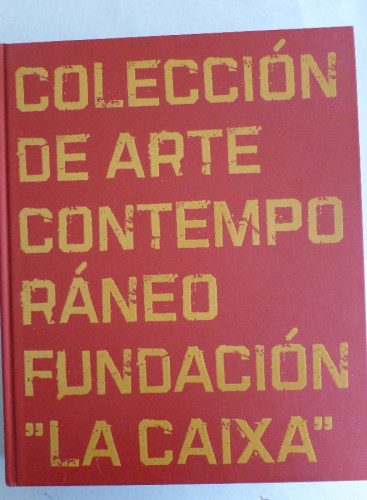 COLECCIÓN
DE ARTE
CONTEMPO
RÁNEO
FUNDACIÓN
”LA CAIXA”